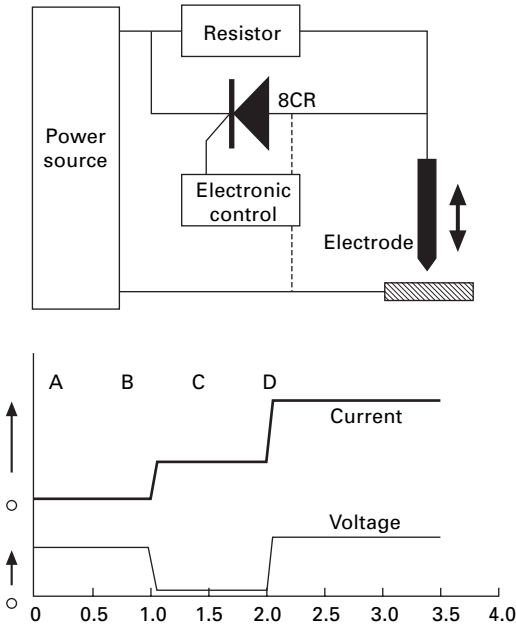 Resistor
8CR
Power
source
Electronic
control
Electrode
A B C D
Current
Voltage
0 0.5 1.0 1.5 2.0 2.5 3.0 3.5 4.0